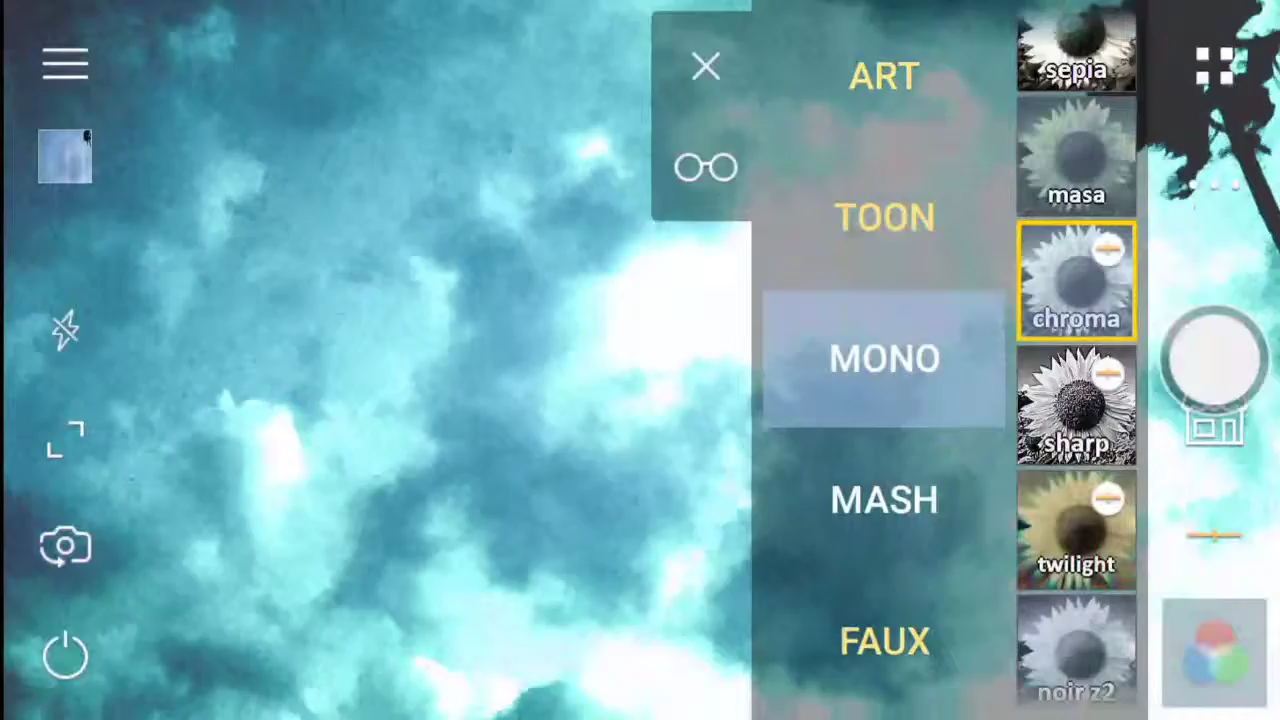 ART
TOON
MONO
MASH
FAUX
sepia
masa
chroma
sharp
twilight
noir z2